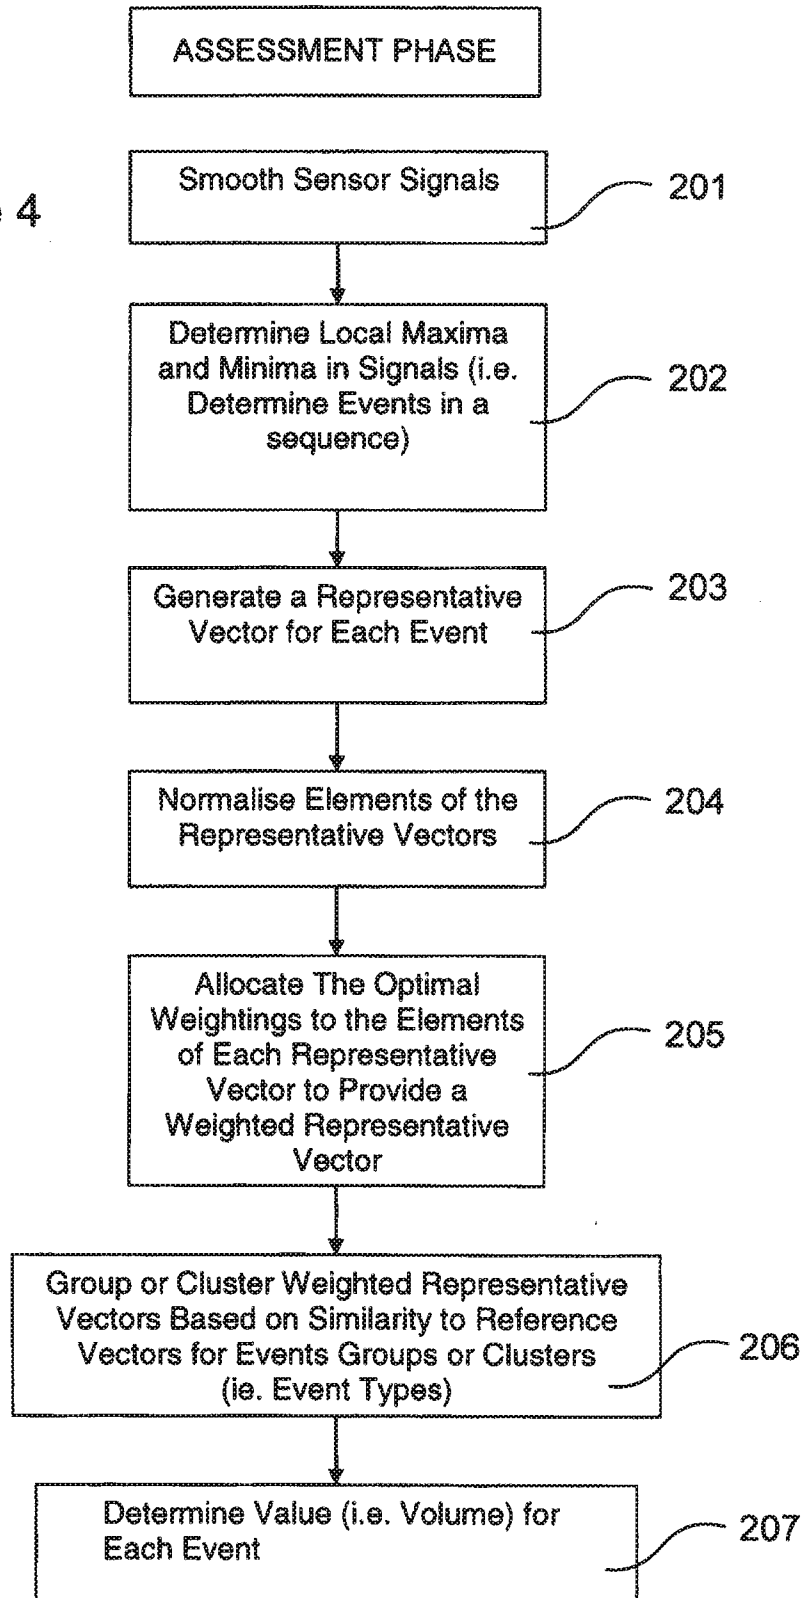 ASSESSMENT PHASE
4
Smooth Sensor Signals
201
Determine Local Maxima
and Minima in Signals (i.e.
Determine Events in a
sequence)
202
Generate a Representative
Vector for Each Event
203
Normalise Elements of the
Representative Vectors
204
Allocate The Optimal
Weightings to the Elements
of Each Representative
Vector to Provide a
Weighted Representative
Vector
205
Group or Cluster Weighted Representative
Vectors Based on Similarity to Reference
Vectors for Events Groups or Clusters
(ie. Event Types)
206
Determine Value (i.e. Volume) for
Each Event
207